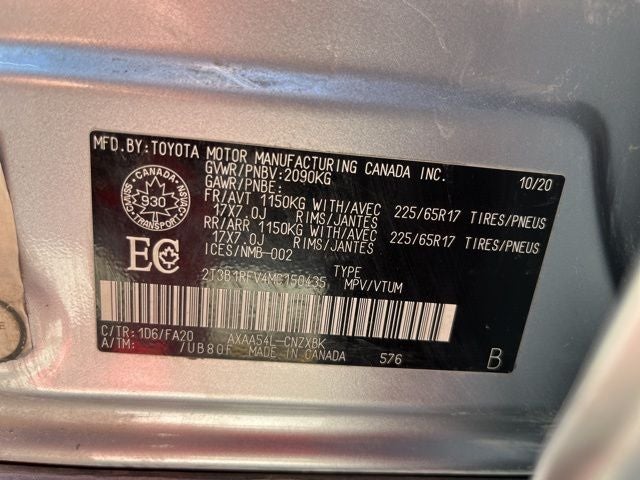 MFD.BY:TOYOTA MOTOR MANUFACTURING CANADA INC.
10/20
GVWR/PNBV:2090KG
GAWR/PNBE:
FR/AVT 1150KG WITH/AVEC 225/65R17 TIRES/PNEUS
17X7.0J RIMS/JANTES
RR/ARR 1150KG WITH/AVEC 225/65R17 TIRES/PNEUS
17X7.0J RIMS/JANTES
ICES/NMB-002
CANADA
930
TRANSPORT
EC
2T3B1RFV4MC150435 TYPE
MPV/VTUM
C/TR:1D6/FA20 AXAA54L-CNZXBK
A/TM: /UB80F MADE IN CANADA 576 B